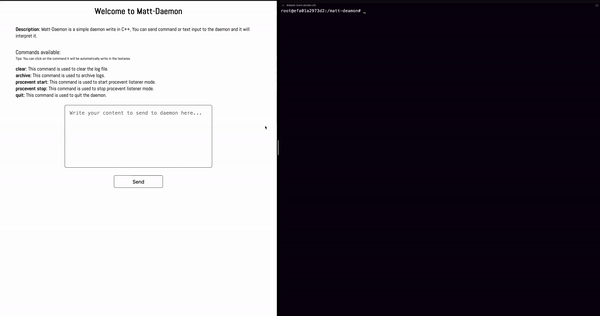 Welcome to Matt-Daemon
Description: Matt-Daemon is a simple daemon write in C++, You can send command or text input to the daemon and it will
interpret it.
Commands available:
Tips: You can click on the command it will be automatically write in the textarea
clear: This command is used to clear the log file.
archive: This command is used to archive logs.
procevent start: This command is used to start procevent listener mode.
procevent stop: This command is used to stop procevent listener mode.
quit: This command is used to quit the daemon.
Write your content to send to daemon here...
Send
root@efa01a2973d2:/matt-deamon# _